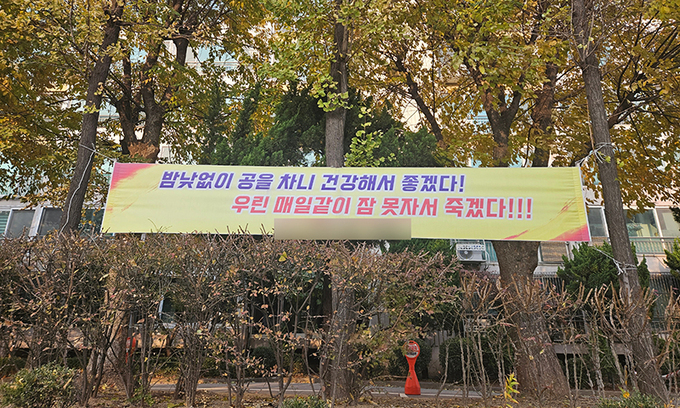 밤낮없이 공을 차니 건강해서 좋겠다!
우린 매일같이 잠 못자서 죽겠다!!!